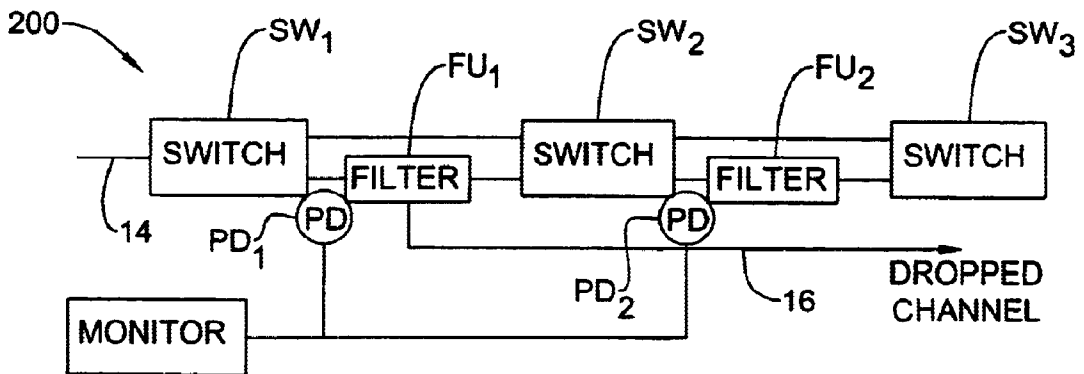 200
SW1
FU1
SW2
FU2
SW3
SWITCH
FILTER
SWITCH
FILTER
SWITCH
14
PD1
PD
PD2
PD
16
DROPPED
CHANNEL
MONITOR